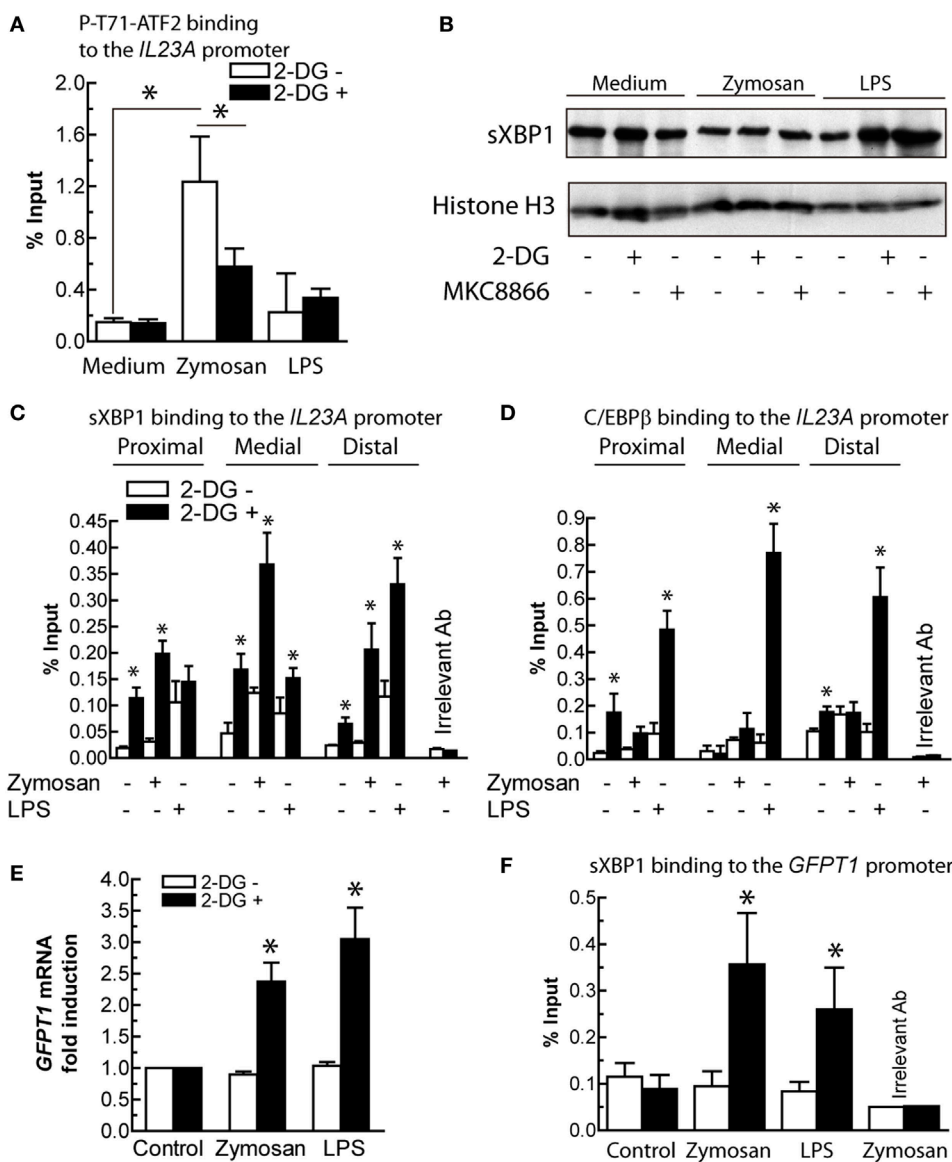 A
P-T71-ATF2 binding
to the IL23A promoter
2-DG -
2-DG +
*
*
% Input
2.0
1.6
1.2
0.8
0.4
0.0
Medium Zymosan LPS
B
Medium Zymosan LPS
sXBP1
Histone H3
2-DG - + - - + - - + -
MKC8866 - - + - - + - - +
C
sXBP1 binding to the IL23A promoter
Proximal Medial Distal
2-DG -
2-DG +
% Input
0.45
0.40
0.35
0.30
0.25
0.20
0.15
0.10
0.05
0.00
* * * * * * * *
Irrelevant Ab
Zymosan - + - - + - - + - +
LPS - - + - - + - - + -
D
C/EBPβ binding to the IL23A promoter
Proximal Medial Distal
% Input
0.9
0.8
0.7
0.6
0.5
0.4
0.3
0.2
0.1
0.0
* * * * *
Irrelevant Ab
Zymosan - + - - + - - + - +
LPS - - + - - + - - + -
E
2-DG -
2-DG +
GFPT1 mRNA
fold induction
4.0
3.5
3.0
2.5
2.0
1.5
1.0
0.5
0.0
* *
Control Zymosan LPS
F
sXBP1 binding to the GFPT1 promoter
% Input
0.5
0.4
0.3
0.2
0.1
0.0
* *
Irrelevant Ab
Control Zymosan LPS Zymosan